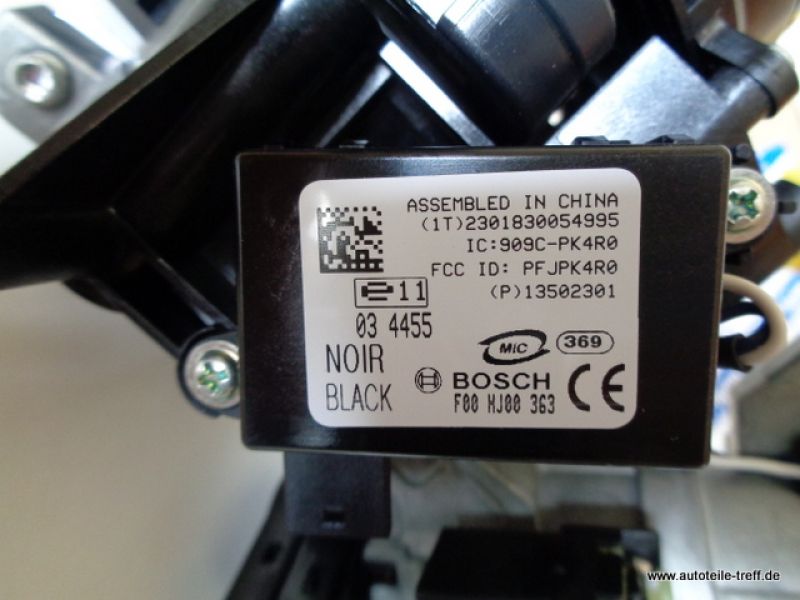 ASSEMBLED IN CHINA
(1T)2301830054995
IC:909C-PK4R0
FCC ID: PFJPK4R0
11
(P)13502301
03 4455
MiC 369
NOIR
BLACK
BOSCH
CE
F00 HJ00 363
www.autoteile-treff.de